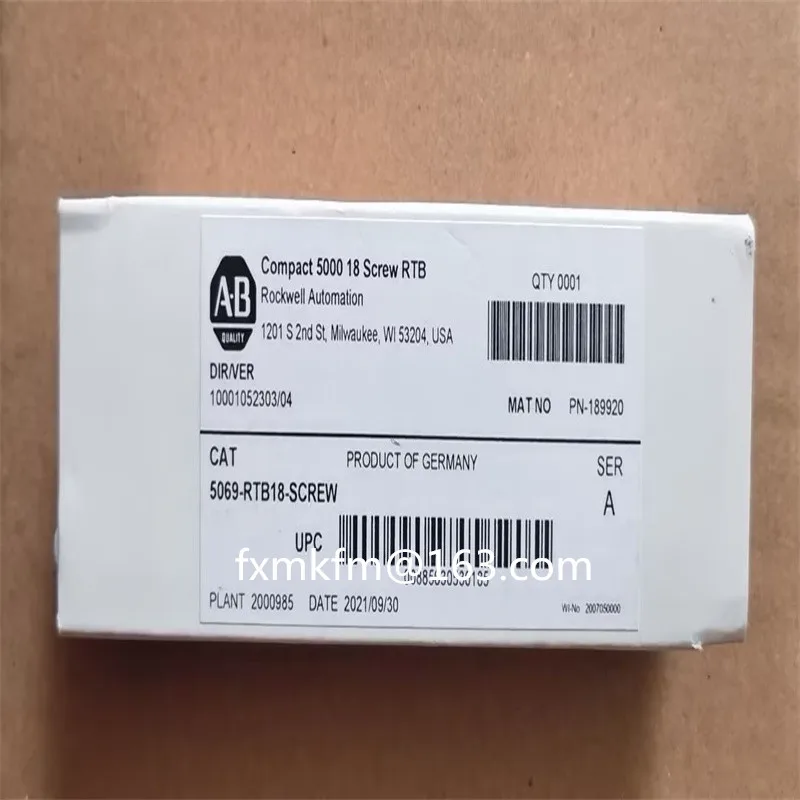 A·B
QUALITY
Compact 5000 18 Screw RTB
Rockwell Automation
1201 S 2nd St, Milwaukee, WI 53204, USA
QTY 0001
DIR/VER
10001052303/04
MAT NO PN-189920
CAT
PRODUCT OF GERMANY
SER
5069-RTB18-SCREW
A
UPC
fxmkfm@163.com
PLANT 2000985 DATE 2021/09/30
WI-No 2007050000